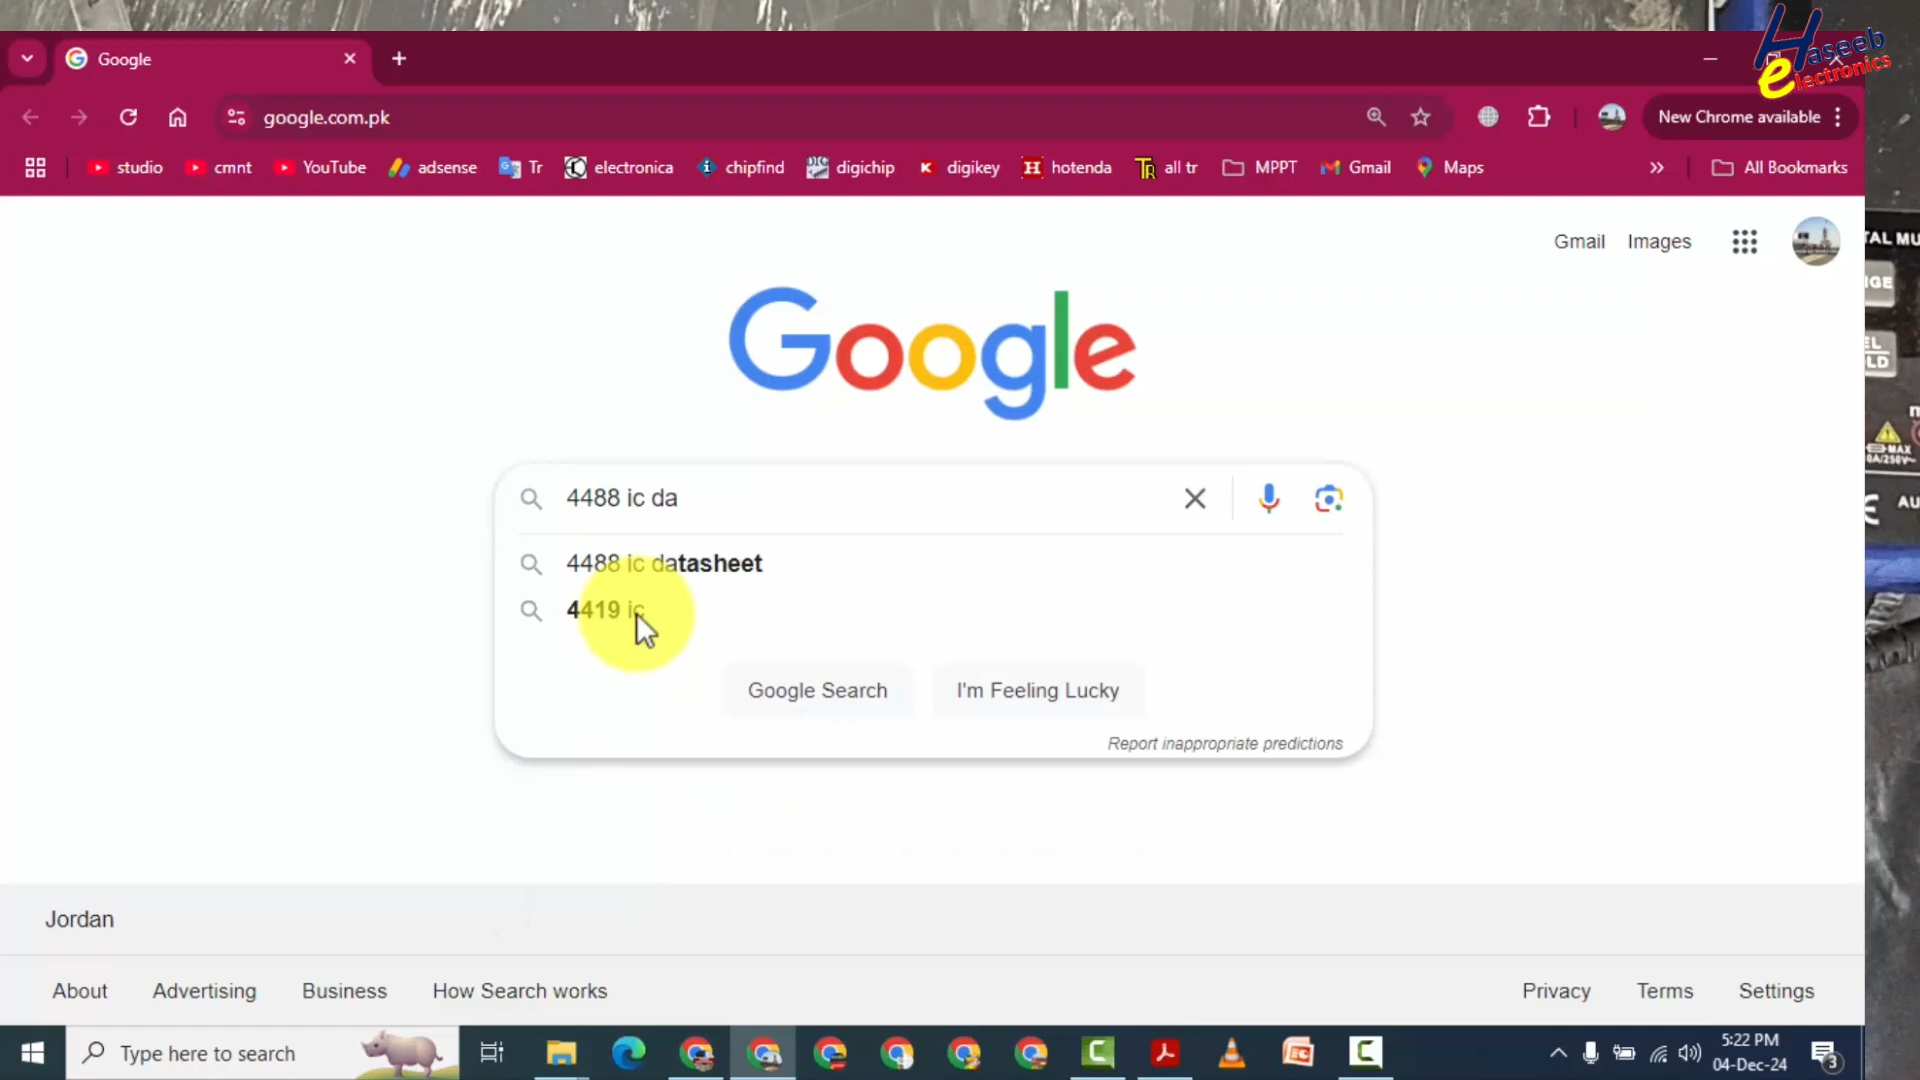 Haseeb
electronics
Google
google.com.pk
New Chrome available
studio
cmnt
YouTube
adsense
Tr
electronica
chipfind
digichip
digikey
hotenda
all tr
MPPT
Gmail
Maps
All Bookmarks
Gmail
Images
Google
4488 ic da
4488 ic datasheet
4419 ic
Google Search
I'm Feeling Lucky
Report inappropriate predictions
Jordan
About
Advertising
Business
How Search works
Privacy
Terms
Settings
Type here to search
5:22 PM
04-Dec-24
3